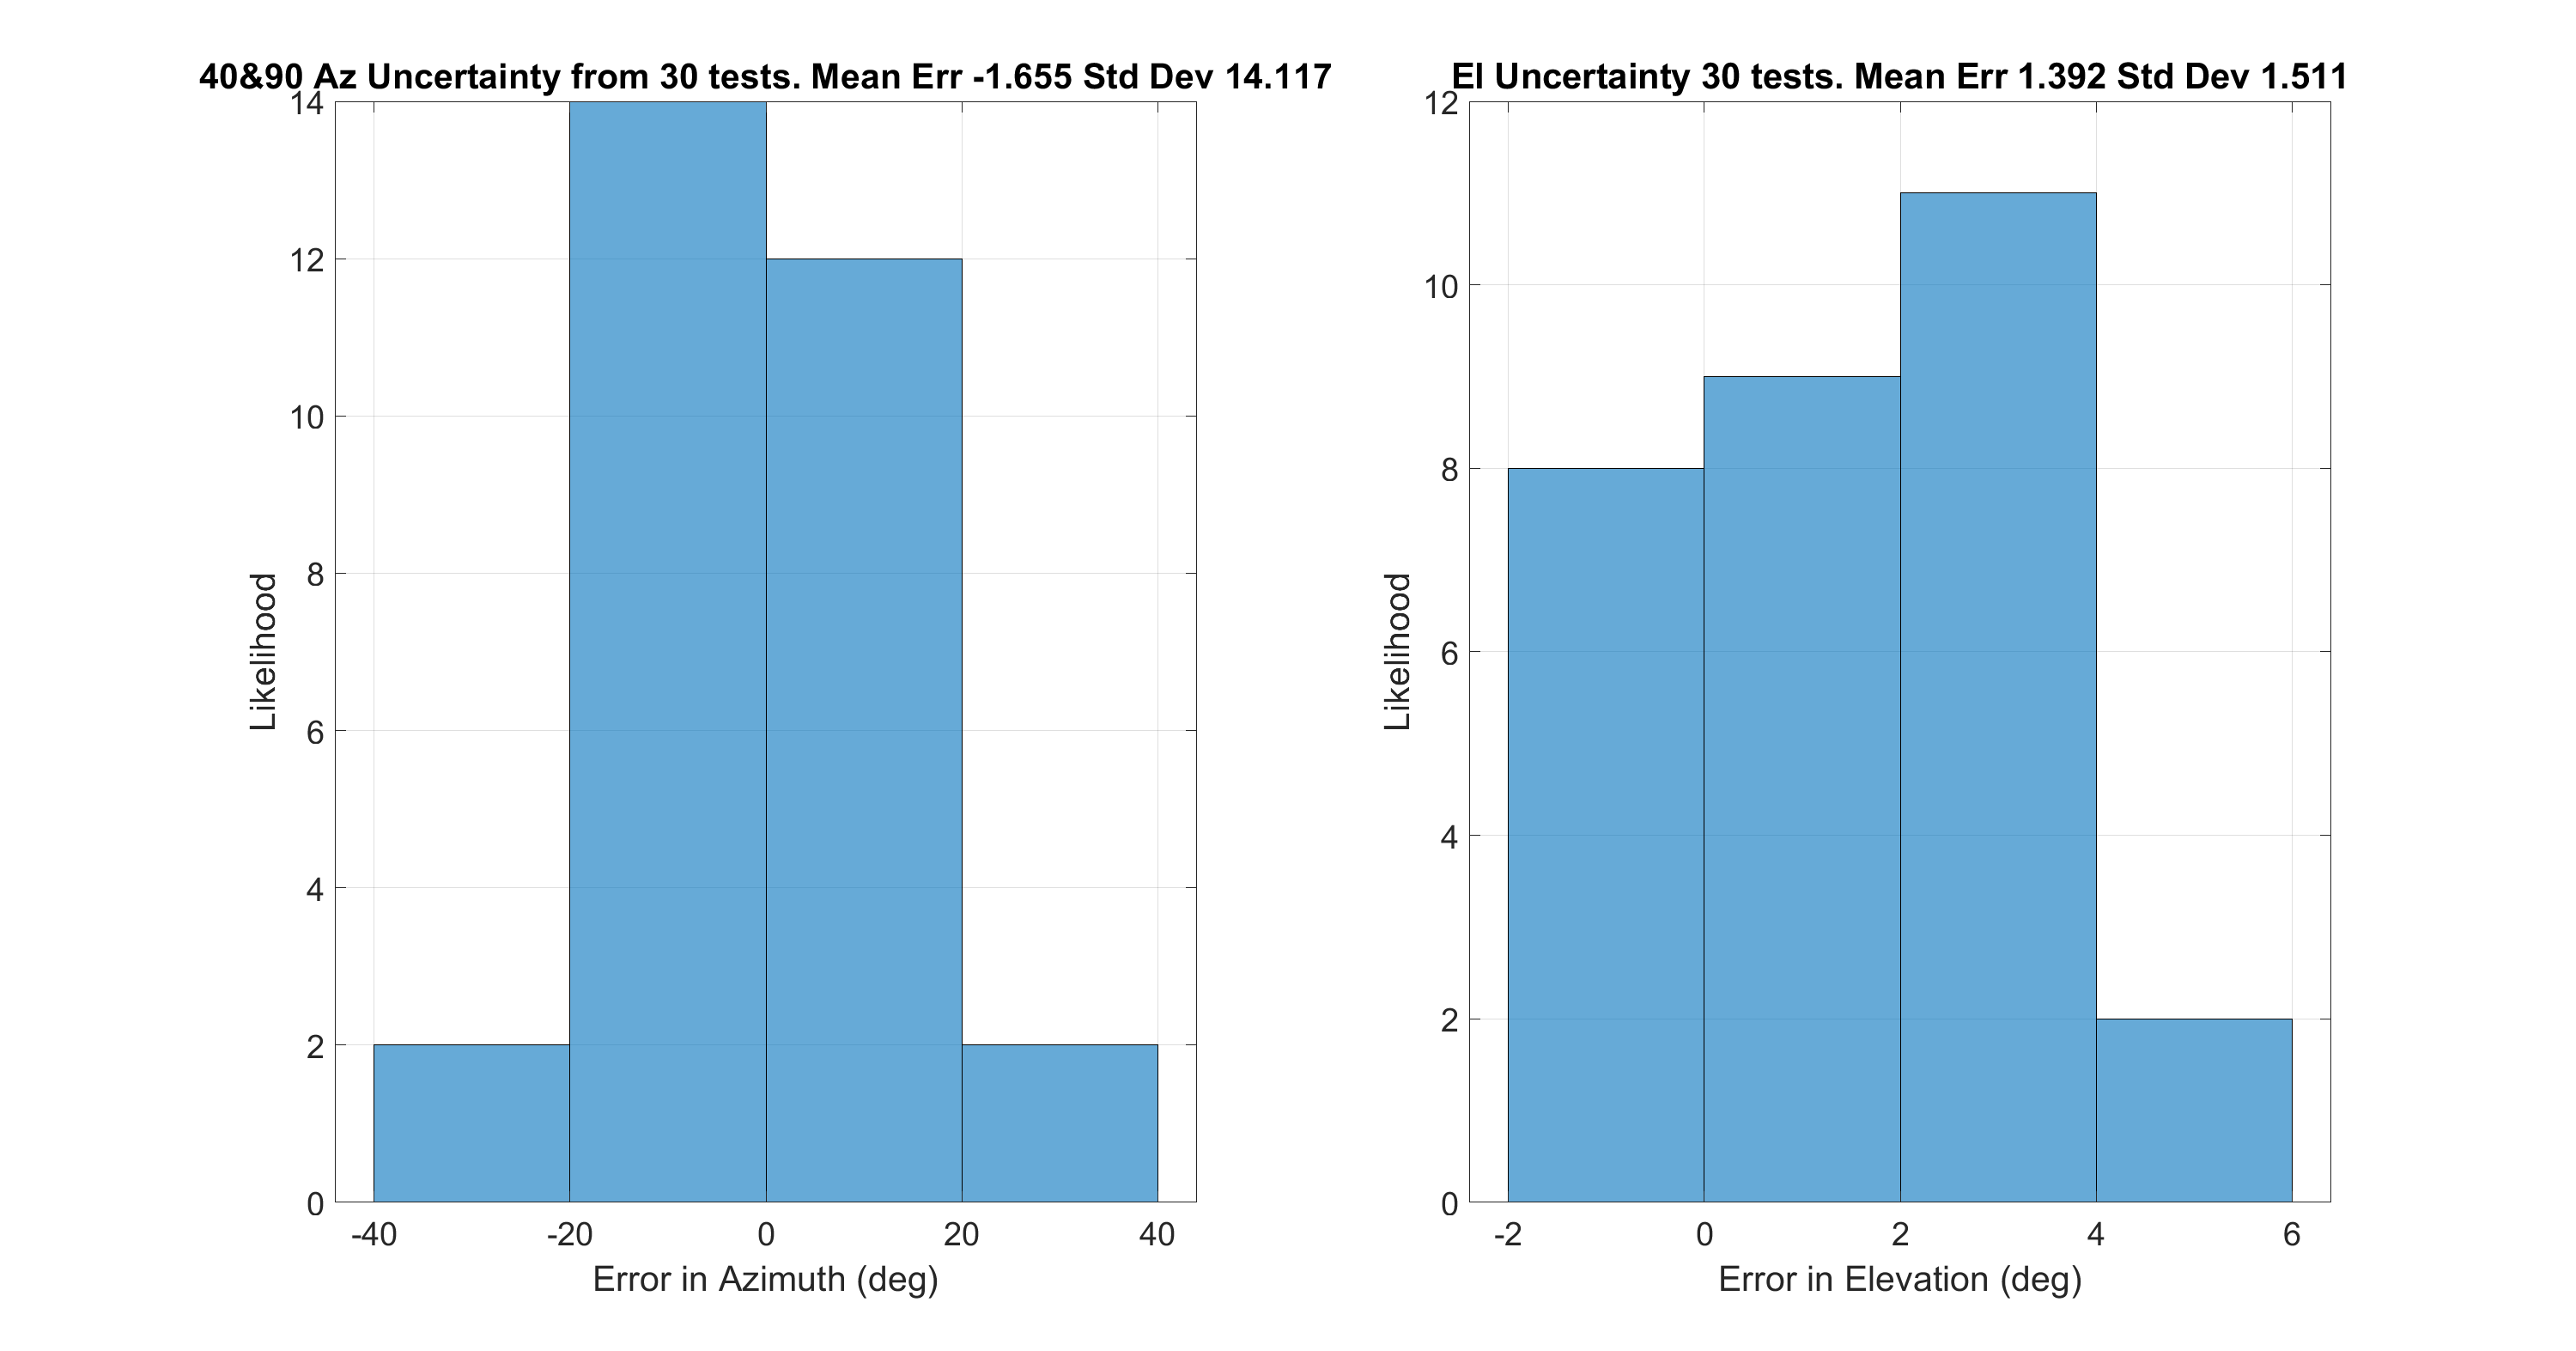 40&90 Az Uncertainty from 30 tests. Mean Err -1.655 Std Dev 14.117
14
12
10
8
6
4
2
0
Likelihood
-40 -20 0 20 40
Error in Azimuth (deg)
El Uncertainty 30 tests. Mean Err 1.392 Std Dev 1.511
12
10
8
6
4
2
0
Likelihood
-2 0 2 4 6
Error in Elevation (deg)